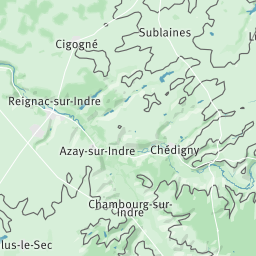 Sublaines
Cigogné
Reignac-sur-Indre
Azay-sur-Indre
Chédigny
Chambourg-sur-
Indre
lus-le-Sec